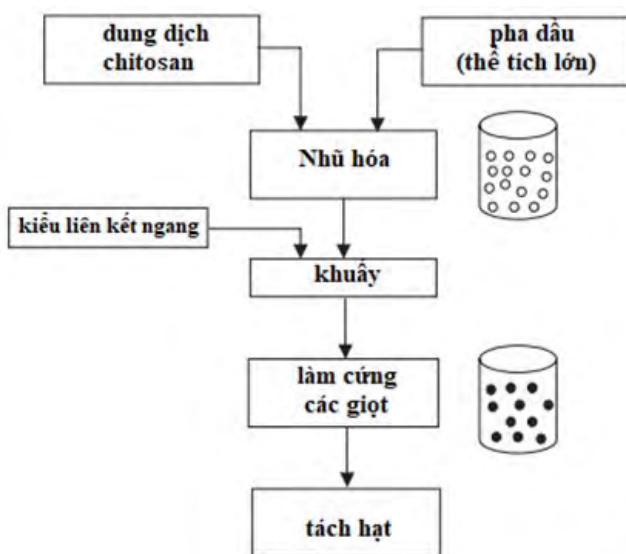 dung dịch
chitosan
pha dầu
(thể tích lớn)
Nhũ hóa
kiểu liên kết ngang
khuấy
làm cứng
các giọt
tách hạt